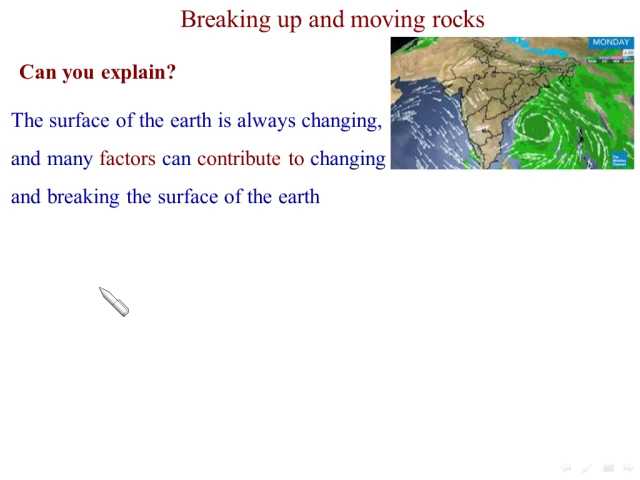 Breaking up and moving rocks
MONDAY
Can you explain?
The surface of the earth is always changing,
and many factors can contribute to changing
and breaking the surface of the earth